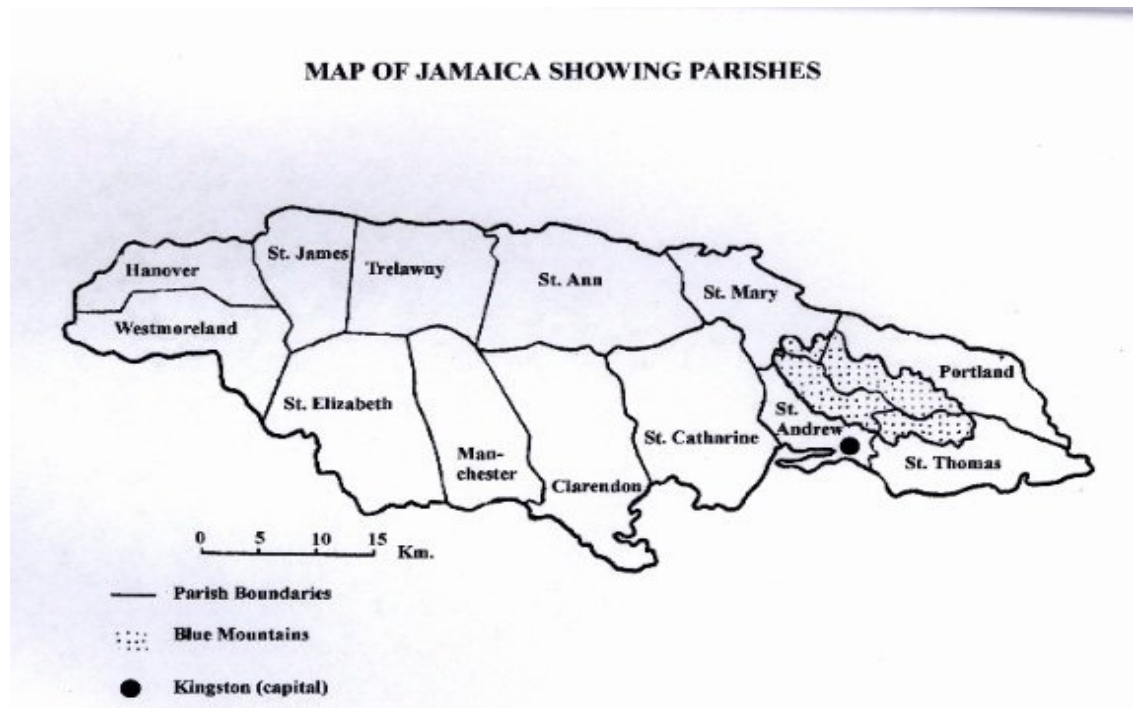 MAP OF JAMAICA SHOWING PARISHES
St. James
Trelawny
St. Ann
St. Mary
Hanover
Westmoreland
Portland
St. Elizabeth
St.
Andrew
St. Catharine
Man-
chester
St. Thomas
Clarendon
0 5 10 15 Km.
Parish Boundaries
Blue Mountains
Kingston (capital)